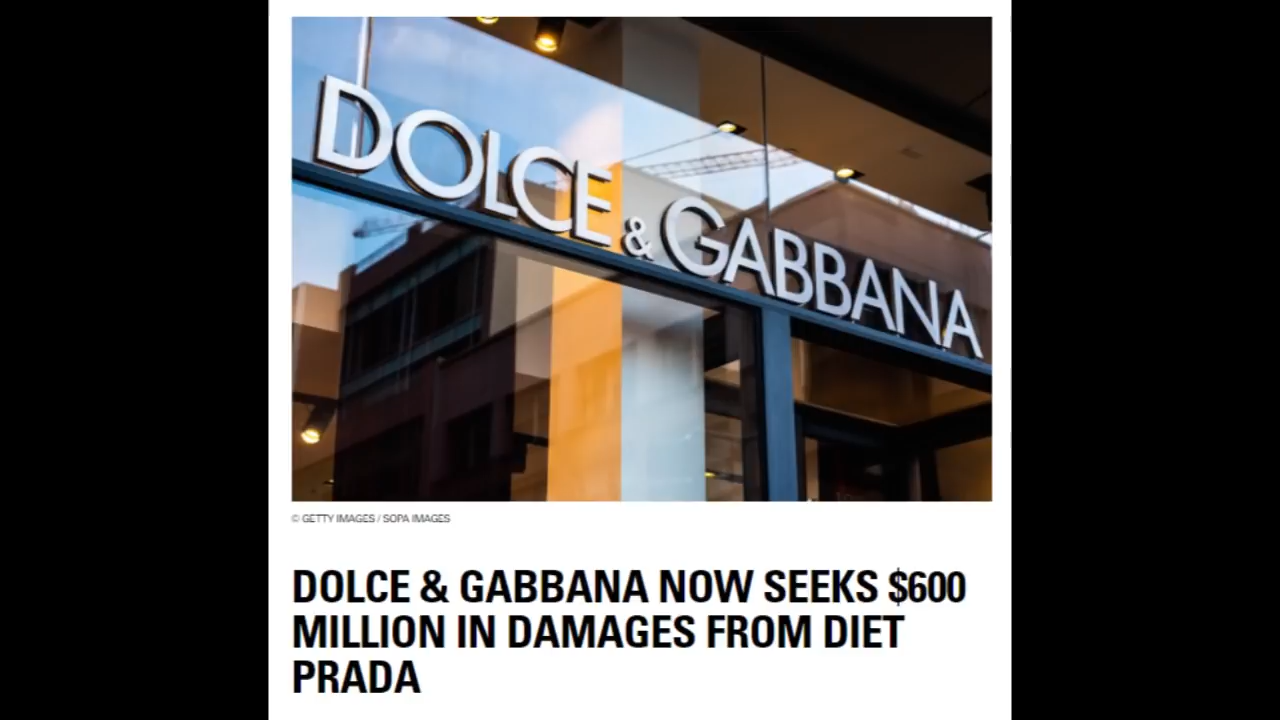 DOLCE & GABBANA
© GETTY IMAGES / SOPA IMAGES
DOLCE & GABBANA NOW SEEKS $600
MILLION IN DAMAGES FROM DIET
PRADA